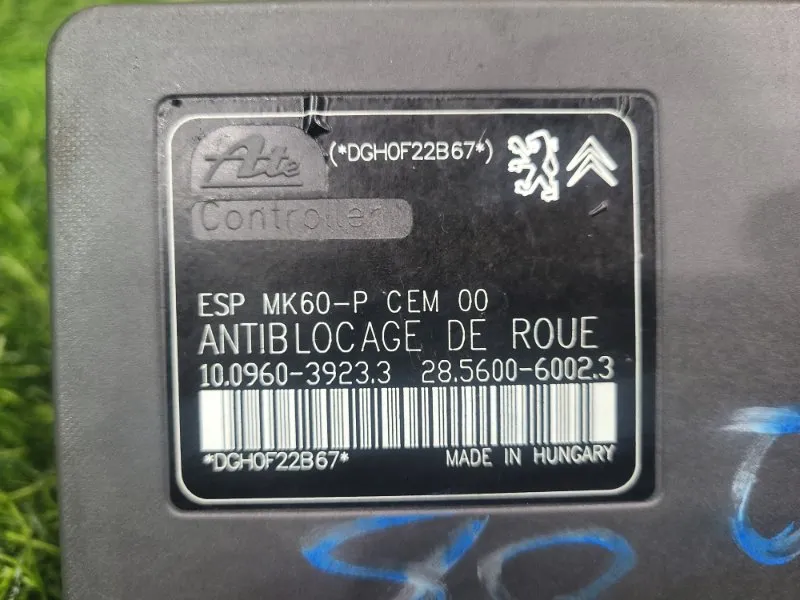 Ate (*DGH0F22B67*)
Controller
ESP MK60-P CEM 00
ANTIBLOCAGE DE ROUE
10.0960-3923.3 28.5600-6002.3
*DGH0F22B67*
MADE IN HUNGARY